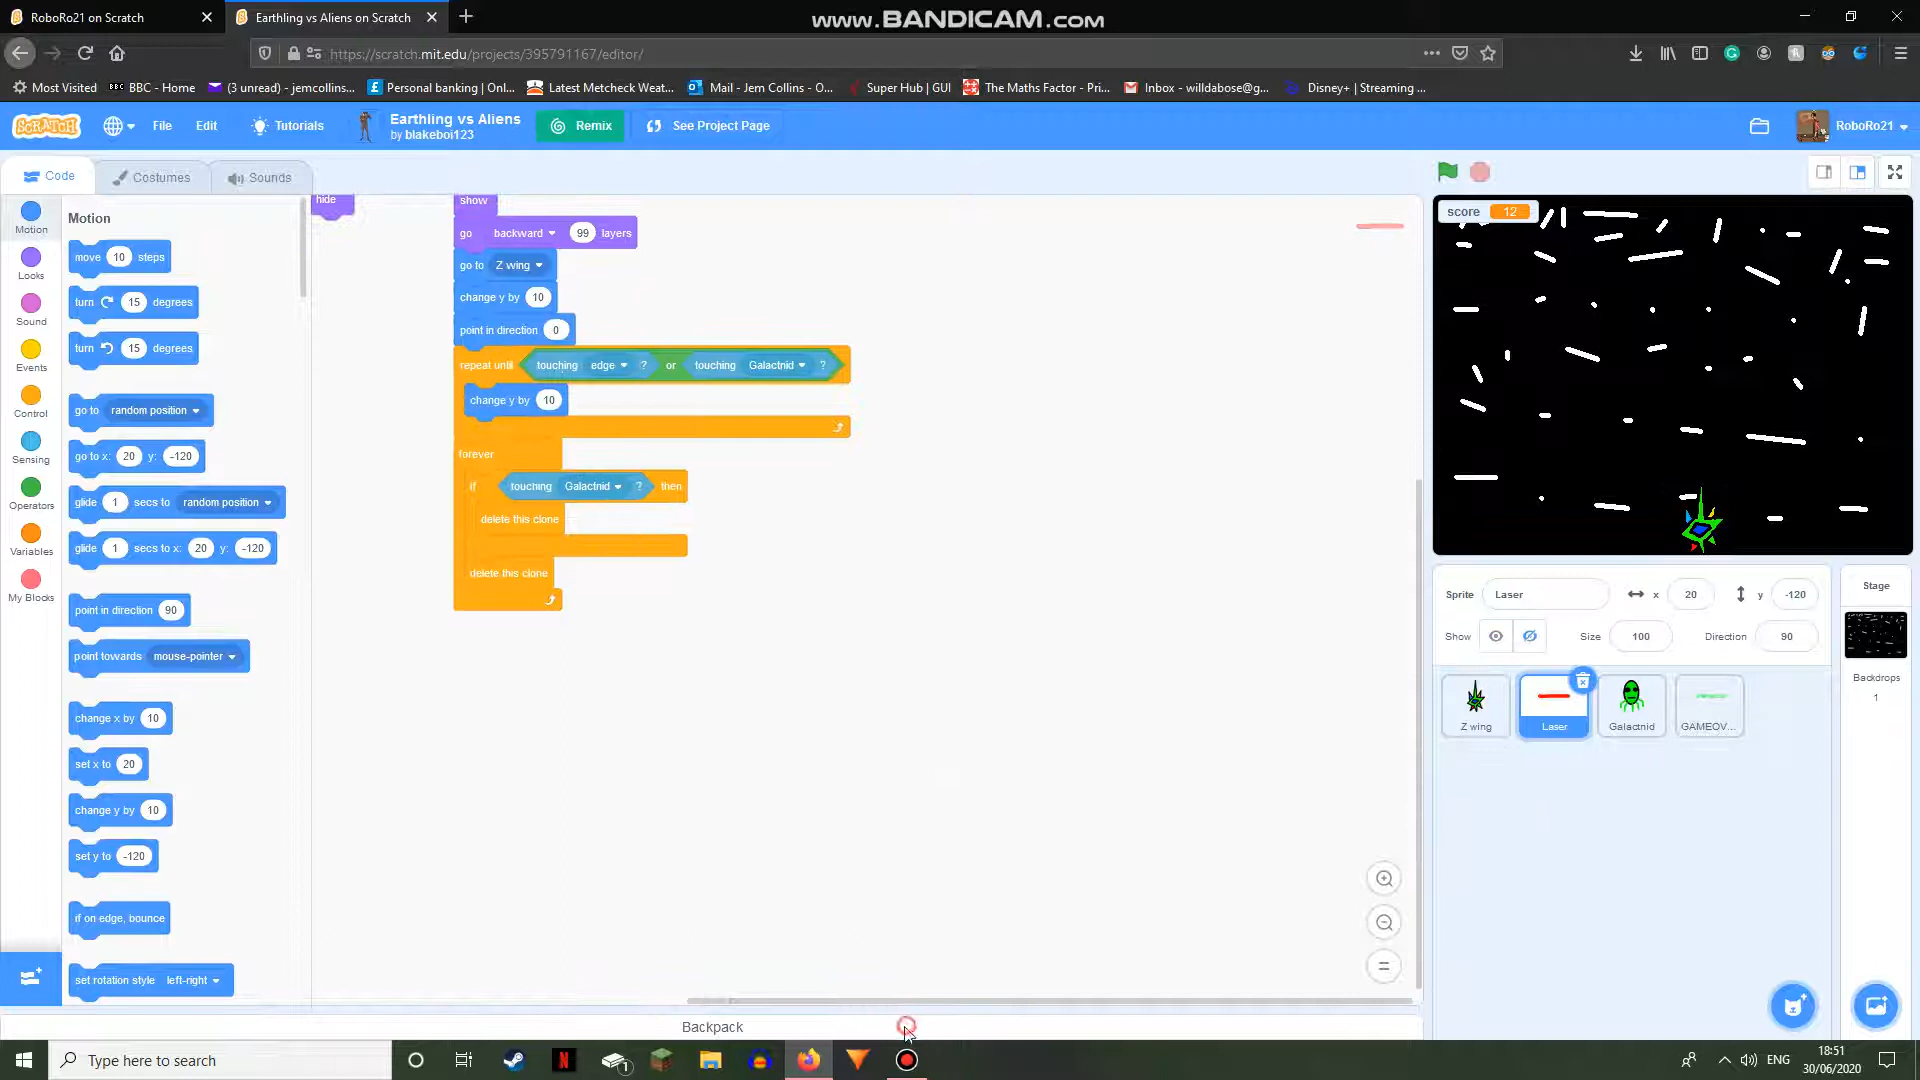 RoboRo21 on Scratch
Earthling vs Aliens on Scratch
www.BANDICAM.com
https://scratch.mit.edu/projects/395791167/editor/
Most Visited
BBC BBC - Home
(3 unread) - jemcollins...
Personal banking | Onl...
Latest Metcheck Weat...
Mail - Jem Collins - O...
Super Hub | GUI
The Maths Factor - Pri...
Inbox - willdabose@g...
Disney+ | Streaming ...
SCRATCH
File
Edit
Tutorials
Earthling vs Aliens
by blakeboi123
Remix
See Project Page
RoboRo21
Code
Costumes
Sounds
Motion
Looks
Sound
Events
Control
Sensing
Operators
Variables
My Blocks
Motion
move 10 steps
turn 15 degrees
turn 15 degrees
go to random position
go to x: 20 y: -120
glide 1 secs to random position
glide 1 secs to x: 20 y: -120
point in direction 90
point towards mouse-pointer
change x by 10
set x to 20
change y by 10
set y to -120
if on edge, bounce
set rotation style left-right
hide
show
go backward 99 layers
go to Z wing
change y by 10
point in direction 0
repeat until touching edge ? or touching Galactnid ?
change y by 10
forever
if touching Galactnid ? then
delete this clone
delete this clone
score 12
Sprite Laser x 20 y -120
Show Size 100 Direction 90
Z wing
Laser
Galactnid
GAMEOV...
Stage
Backdrops
1
Backpack
Type here to search
1
ENG
18:51
30/06/2020